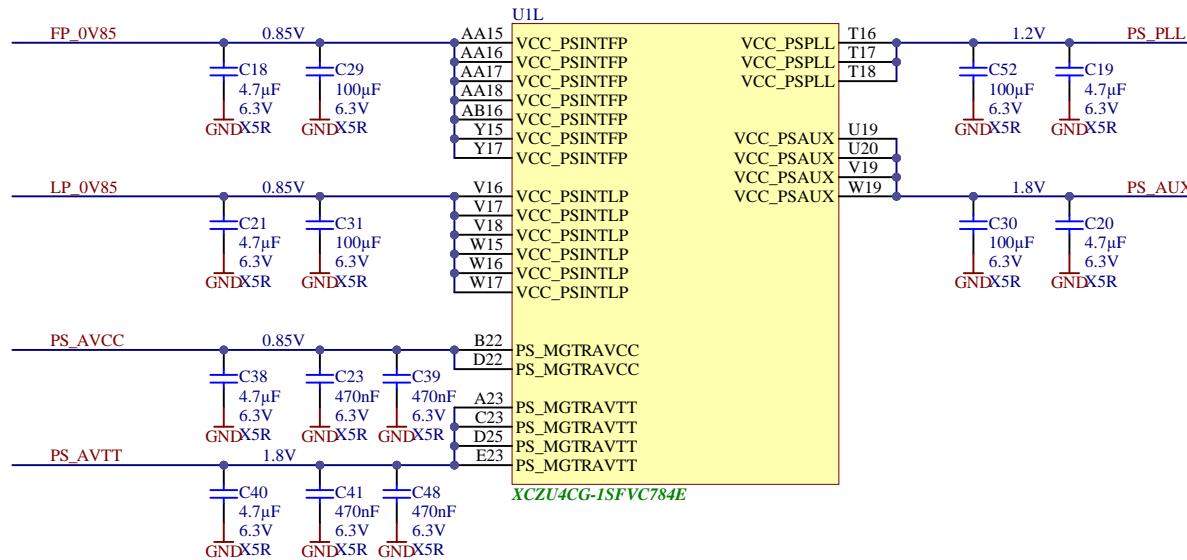 U1L
FP_0V85 0.85V AA15 VCC_PSINTFP VCC_PSPLL T16 1.2V PS_PLL
AA16 VCC_PSINTFP VCC_PSPLL T17
AA17 VCC_PSINTFP VCC_PSPLL T18
AA18 VCC_PSINTFP
AB16 VCC_PSINTFP
Y15 VCC_PSINTFP VCC_PSAUX U19
Y17 VCC_PSINTFP VCC_PSAUX U20
VCC_PSAUX V19
C18 C29 C52 C19
4.7µF 100µF 100µF 4.7µF
6.3V 6.3V 6.3V 6.3V
GND X5R GND X5R GND X5R GND X5R
LP_0V85 0.85V V16 VCC_PSINTLP VCC_PSAUX W19 1.8V PS_AUX
V17 VCC_PSINTLP
V18 VCC_PSINTLP
W15 VCC_PSINTLP
W16 VCC_PSINTLP
W17 VCC_PSINTLP
C21 C31 C30 C20
4.7µF 100µF 100µF 4.7µF
6.3V 6.3V 6.3V 6.3V
GND X5R GND X5R GND X5R GND X5R
PS_AVCC 0.85V B22 PS_MGTRAVCC
D22 PS_MGTRAVCC
C38 C23 C39
4.7µF 470nF 470nF
6.3V 6.3V 6.3V
GND X5R GND X5R GND X5R
A23 PS_MGTRAVTT
C23 PS_MGTRAVTT
D25 PS_MGTRAVTT
PS_AVTT 1.8V E23 PS_MGTRAVTT
C40 C41 C48
4.7µF 470nF 470nF
6.3V 6.3V 6.3V
GND X5R GND X5R GND X5R
XCZU4CG-1SFVC784E